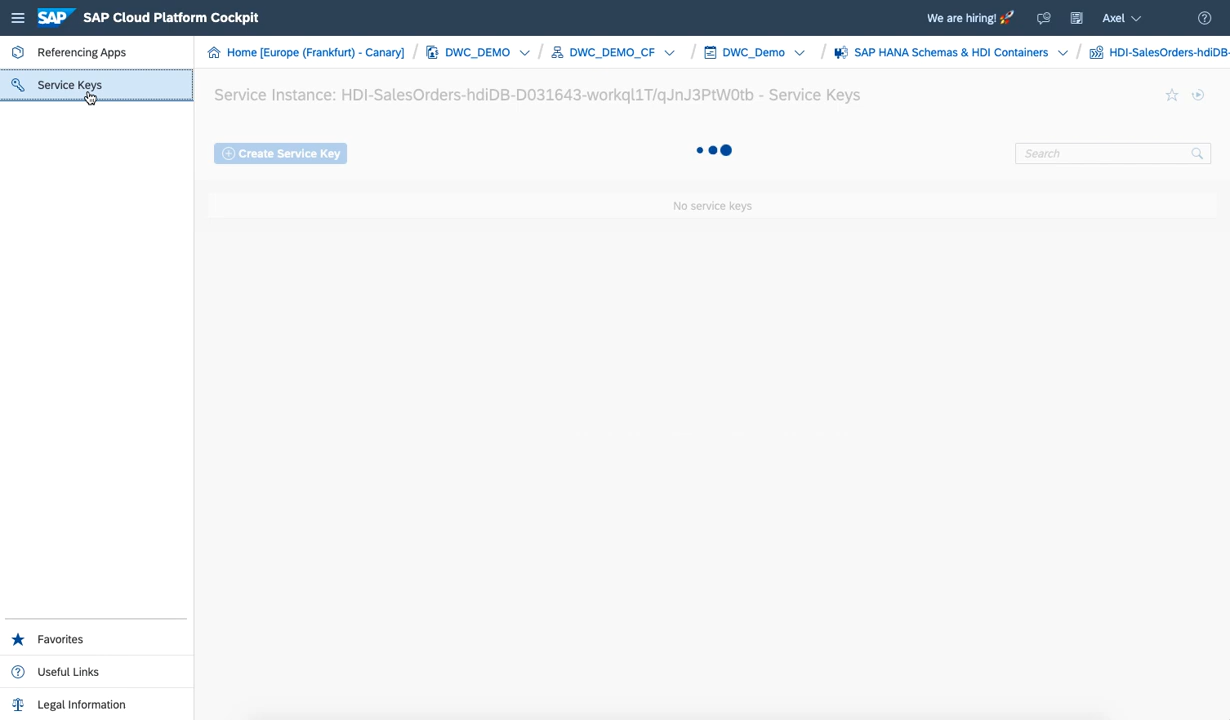 SAP SAP Cloud Platform Cockpit
We are hiring! 🚀 Axel
Referencing Apps
Service Keys
Home [Europe (Frankfurt) - Canary] / DWC_DEMO / DWC_DEMO_CF / DWC_Demo / SAP HANA Schemas & HDI Containers / HDI-SalesOrders-hdiDB-
Service Instance: HDI-SalesOrders-hdiDB-D031643-workql1T/qJnJ3PtW0tb - Service Keys
Create Service Key
Search
No service keys
Favorites
Useful Links
Legal Information